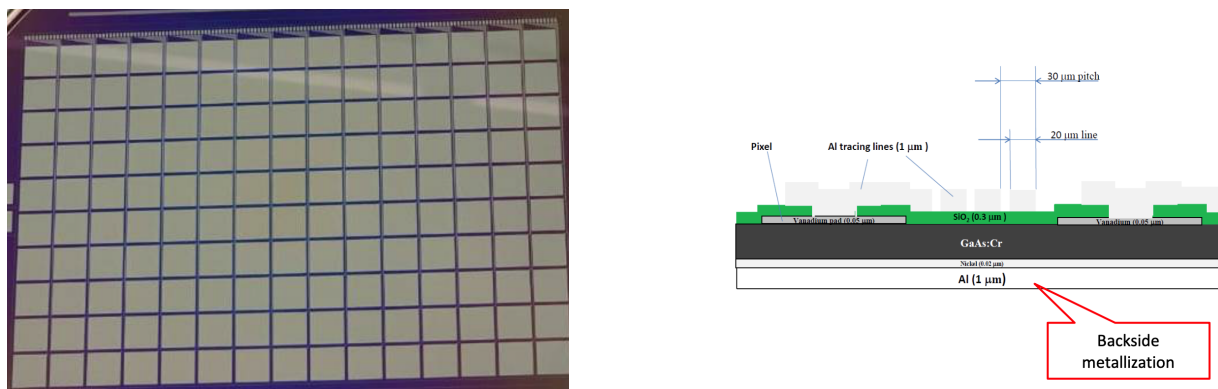 30 μm pitch
20 μm line
Pixel
Al tracing lines (1 μm )
SiO₂ (0.3 μm )
Vanadium pad (0.05 μm)
Vanadium (0.05 μm)
GaAs:Cr
Nickel (0.02 μm)
Al (1 μm)
Backside
metallization